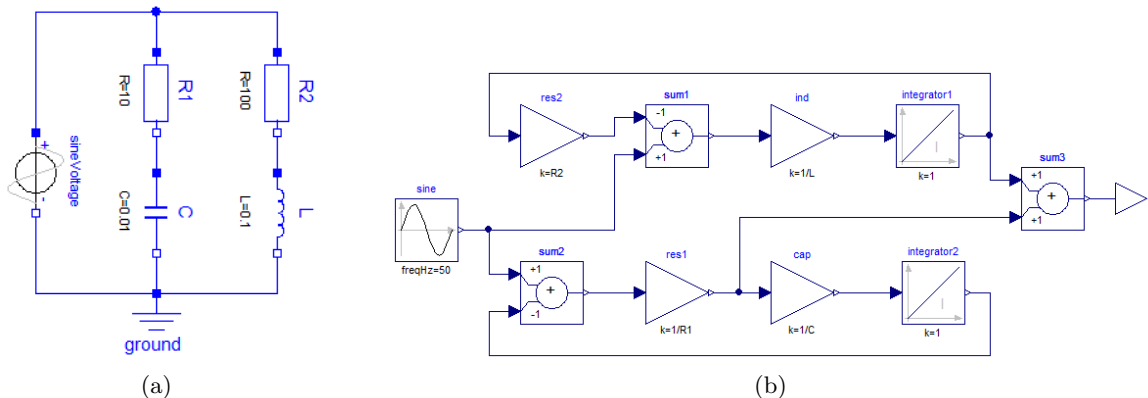 R1
R=10
R2
R=100
sineVoltage
+
-
C
C=0.01
L
L=0.1
ground
(a)
res2
k=R2
sum1
-1
+
+1
ind
k=1/L
integrator1
I
k=1
sum3
+1
+
+1
sine
freqHz=50
sum2
+1
+
-1
res1
k=1/R1
cap
k=1/C
integrator2
I
k=1
(b)